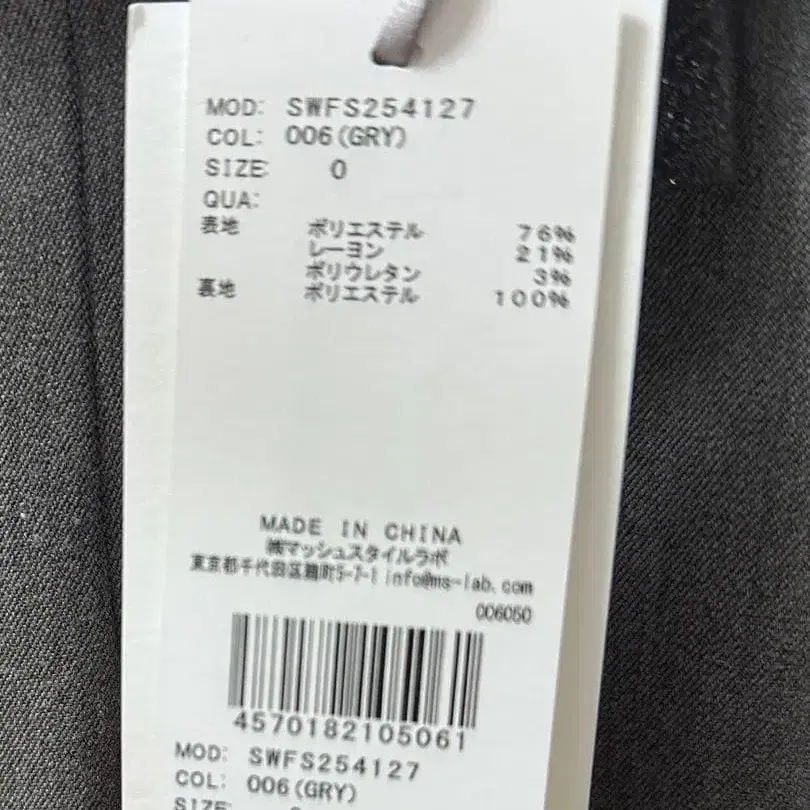 MOD: SWFS254127
COL: 006(GRY)
SIZE: 0
QUA:
表地 ポリエステル 76%
レーヨン 21%
ポリウレタン 3%
裏地 ポリエステル 100%
MADE IN CHINA
㈱マッシュスタイルラボ
東京都千代田区麹町5-7-1 info@ms-lab.com
006050
4570182105061
MOD: SWFS254127
COL: 006(GRY)
SIZE: